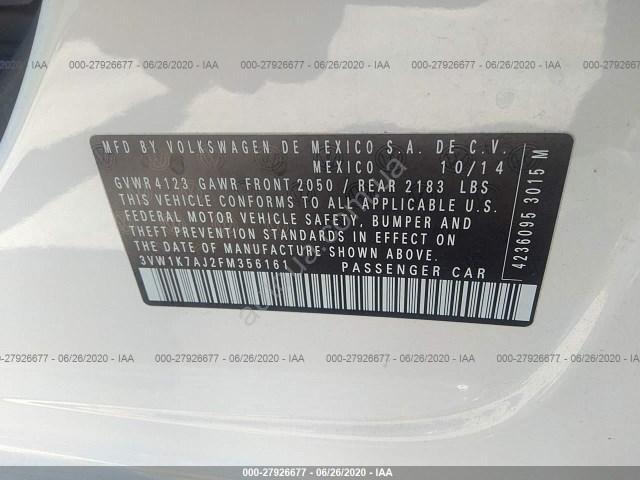 000-27926677 - 06/26/2020 - IAA
000-27926677 - 06/26/2020 - IAA
000-27926677 - 06/26/2020 - IAA
MFD BY VOLKSWAGEN DE MEXICO S.A. DE C.V.
MEXICO 10/14
GVWR 4123 GAWR FRONT 2050 / REAR 2183 LBS
THIS VEHICLE CONFORMS TO ALL APPLICABLE U.S.
FEDERAL MOTOR VEHICLE SAFETY, BUMPER AND
THEFT PREVENTION STANDARDS IN EFFECT ON
THE DATE OF MANUFACTURE SHOWN ABOVE.
3VW1K7AJ2FM356161 PASSENGER CAR
4236095 3015 M
000-27926677 - 06/26/2020 - IAA
000-27926677 - 06/26/2020 - IAA
000-27926677 - 06/26/2020 - IAA
000-27926677 - 06/26/2020 - IAA